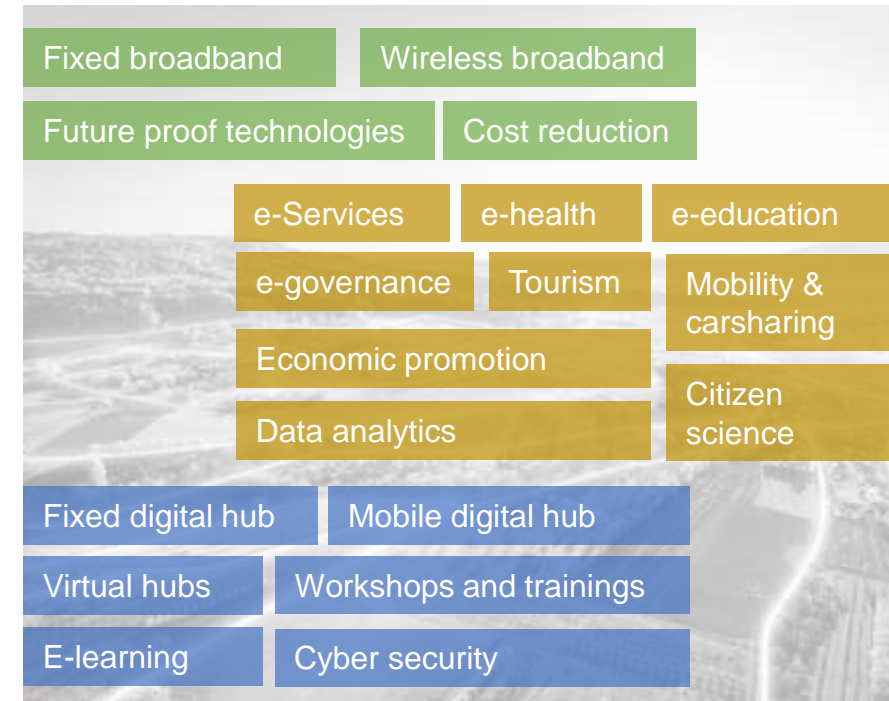 Fixed broadband
Wireless broadband
Future proof technologies
Cost reduction
e-Services
e-health
e-education
e-governance
Tourism
Mobility &
carsharing
Economic promotion
Citizen
science
Data analytics
Fixed digital hub
Mobile digital hub
Virtual hubs
Workshops and trainings
E-learning
Cyber security